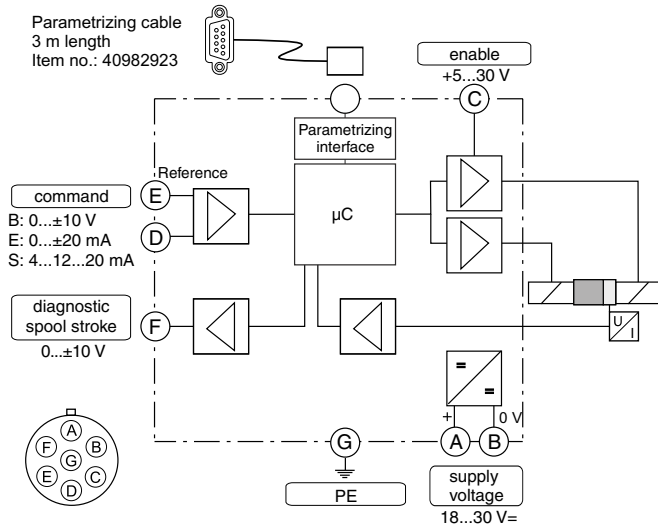 Parametrizing cable
3 m length
Item no.: 40982923
enable
+5...30 V
C
Parametrizing
interface
Reference
command
E
D
B: 0...±10 V
E: 0...±20 mA
S: 4...12...20 mA
µC
diagnostic
spool stroke
F
0...±10 V
U
I
=
=
+
0 V
G
A
B
PE
supply
voltage
18...30 V=
A
F
B
G
E
C
D